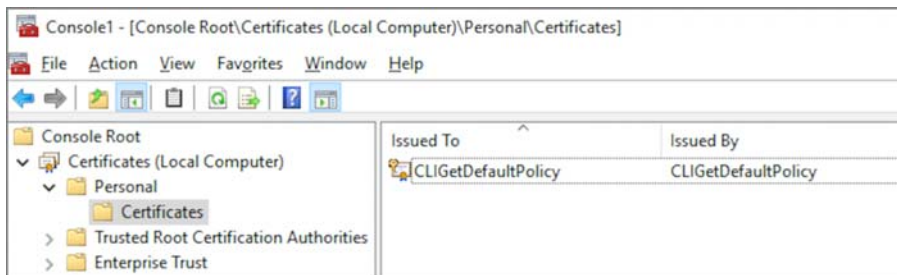 Console1 - [Console Root\Certificates (Local Computer)\Personal\Certificates]
File Action View Favorites Window Help
Console Root
Certificates (Local Computer)
Personal
Certificates
Trusted Root Certification Authorities
Enterprise Trust
Issued To Issued By
CLIGetDefaultPolicy CLIGetDefaultPolicy